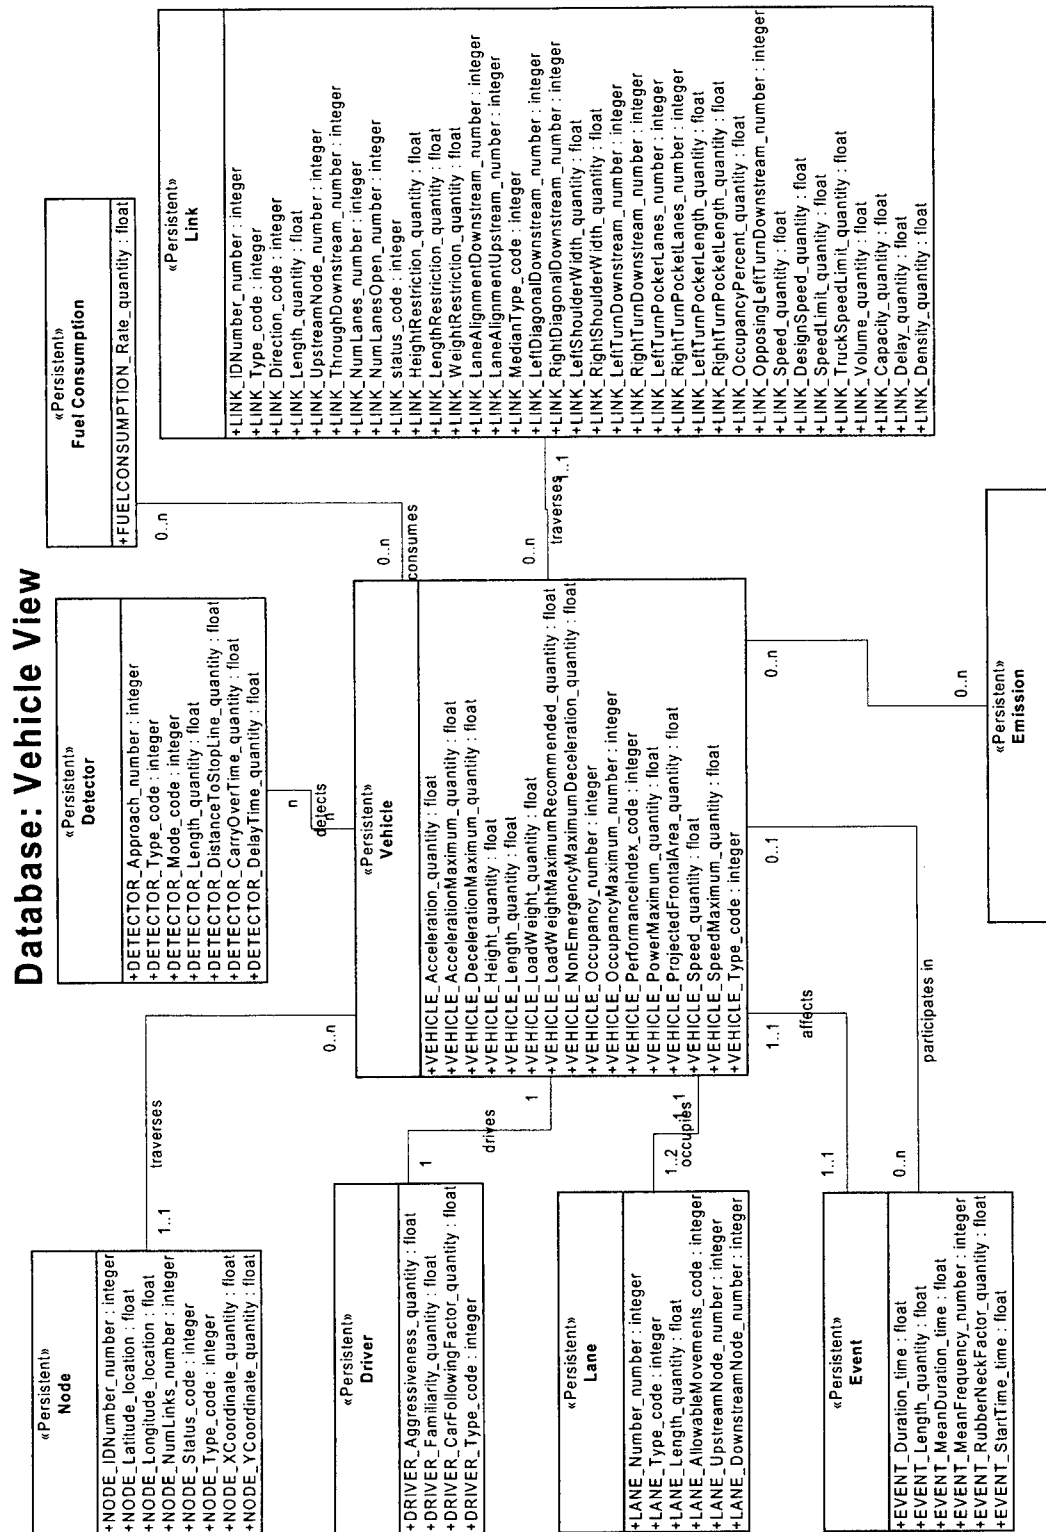 Database: Vehicle View
«Persistent»
Node
+NODE_IDNumber_number : integer
+NODE_Latitude_location : float
+NODE_Longitude_location : float
+NODE_NumLinks_number : integer
+NODE_Status_code : integer
+NODE_Type_code : integer
+NODE_XCoordinate_quantity : float
+NODE_YCoordinate_quantity : float
1..1
traverses
0..n
«Persistent»
Detector
+DETECTOR_Approach_number : integer
+DETECTOR_Type_code : integer
+DETECTOR_Mode_code : integer
+DETECTOR_Length_quantity : float
+DETECTOR_DistanceToStopLine_quantity : float
+DETECTOR_CarryOverTime_quantity : float
+DETECTOR_DelayTime_quantity : float
n
detects
n
«Persistent»
Fuel Consumption
+FUELCONSUMPTION_Rate_quantity : float
0..n
0..n
consumes
«Persistent»
Driver
+DRIVER_Aggressiveness_quantity : float
+DRIVER_Familiarity_quantity : float
+DRIVER_CarFollowingFactor_quantity : float
+DRIVER_Type_code : integer
1
drives
1
«Persistent»
Vehicle
+VEHICLE_Acceleration_quantity : float
+VEHICLE_AccelerationMaximum_quantity : float
+VEHICLE_DecelerationMaximum_quantity : float
+VEHICLE_Height_quantity : float
+VEHICLE_Length_quantity : float
+VEHICLE_LoadWeight_quantity : float
+VEHICLE_LoadWeightMaximumRecommended_quantity : float
+VEHICLE_NonEmergencyMaximumDeceleration_quantity : float
+VEHICLE_Occupancy_number : integer
+VEHICLE_OccupancyMaximum_number : integer
+VEHICLE_PerformanceIndex_code : integer
+VEHICLE_PowerMaximum_quantity : float
+VEHICLE_ProjectedFrontalArea_quantity : float
+VEHICLE_Speed_quantity : float
+VEHICLE_SpeedMaximum_quantity : float
+VEHICLE_Type_code : integer
0..n
traverses
1..1
«Persistent»
Link
+LINK_IDNumber_number : integer
+LINK_Type_code : integer
+LINK_Direction_code : integer
+LINK_Length_quantity : float
+LINK_UpstreamNode_number : integer
+LINK_ThroughDownstream_number : integer
+LINK_NumLanes_number : integer
+LINK_NumLanesOpen_number : integer
+LINK_status_code : integer
+LINK_HeightRestriction_quantity : float
+LINK_LengthRestriction_quantity : float
+LINK_WeightRestriction_quantity : float
+LINK_LaneAlignmentDownstream_number : integer
+LINK_LaneAlignmentUpstream_number : integer
+LINK_MedianType_code : integer
+LINK_LeftDiagonalDownstream_number : integer
+LINK_RightDiagonalDownstream_number : integer
+LINK_LeftShoulderWidth_quantity : float
+LINK_RightShoulderWidth_quantity : float
+LINK_LeftTurnDownstream_number : integer
+LINK_RightTurnDownstream_number : integer
+LINK_LeftTurnPockerLanes_number : integer
+LINK_RightTurnPocketLanes_number : integer
+LINK_LeftTurnPockerLength_quantity : float
+LINK_RightTurnPocketLength_quantity : float
+LINK_OccupancyPercent_quantity : float
+LINK_OpposingLeftTurnDownstream_number : integer
+LINK_Speed_quantity : float
+LINK_DesignSpeed_quantity : float
+LINK_SpeedLimit_quantity : float
+LINK_TruckSpeedLimit_quantity : float
+LINK_Volume_quantity : float
+LINK_Capacity_quantity : float
+LINK_Delay_quantity : float
+LINK_Density_quantity : float
«Persistent»
Lane
+LANE_Number_number : integer
+LANE_Type_code : integer
+LANE_Length_quantity : float
+LANE_AllowableMovements_code : integer
+LANE_UpstreamNode_number : integer
+LANE_DownstreamNode_number : integer
1..2
occupies
1..1
«Persistent»
Event
+EVENT_Duration_time : float
+EVENT_Length_quantity : float
+EVENT_MeanDuration_time : float
+EVENT_MeanFrequency_number : integer
+EVENT_RubbenNeckFactor_quantity : float
+EVENT_StartTime_time : float
1..1
affects
1..1
0..n
participates in
0..1
0..n
0..n
«Persistent»
Emission